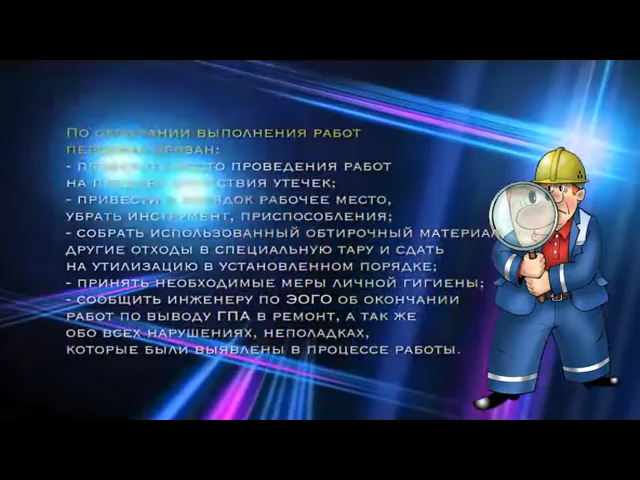 По окончании выполнения работ
персонал обязан:
- проверить место проведения работ
на предмет отсутствия утечек;
- привести в порядок рабочее место,
убрать инструмент, приспособления;
- собрать использованный обтирочный материал
другие отходы в специальную тару и сдать
на утилизацию в установленном порядке;
- принять необходимые меры личной гигиены;
- сообщить инженеру по ЭОГО об окончании
работ по выводу ГПА в ремонт, а так же
обо всех нарушениях, неполадках,
которые были выявлены в процессе работы.